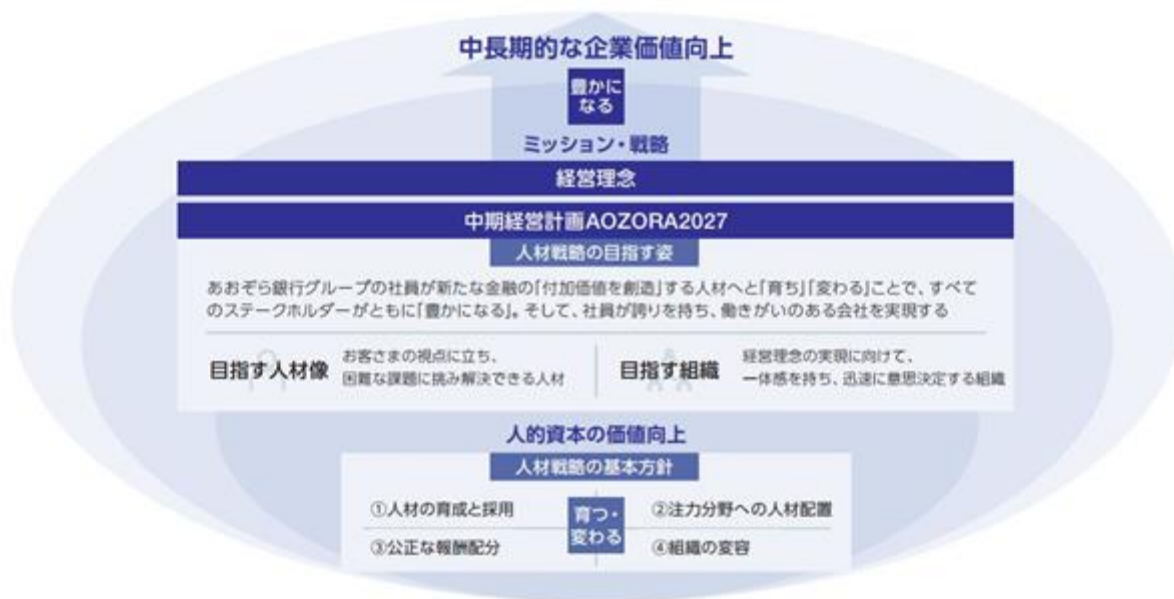 中長期的な企業価値向上
豊かに
なる
ミッション・戦略
経営理念
中期経営計画AOZORA2027
人材戦略の目指す姿
あおぞら銀行グループの社員が新たな金融の「付加価値を創造」する人材へと「育ち」「変わる」ことで、すべて
のステークホルダーがともに「豊かになる」。そして、社員が誇りを持ち、働きがいのある会社を実現する
目指す人材像
お客さまの視点に立ち、
困難な課題に挑み解決できる人材
目指す組織
経営理念の実現に向けて、
一体感を持ち、迅速に意思決定する組織
人的資本の価値向上
人材戦略の基本方針
①人材の育成と採用
②注力分野への人材配置
育つ・
変わる
③公正な報酬配分
④組織の変容